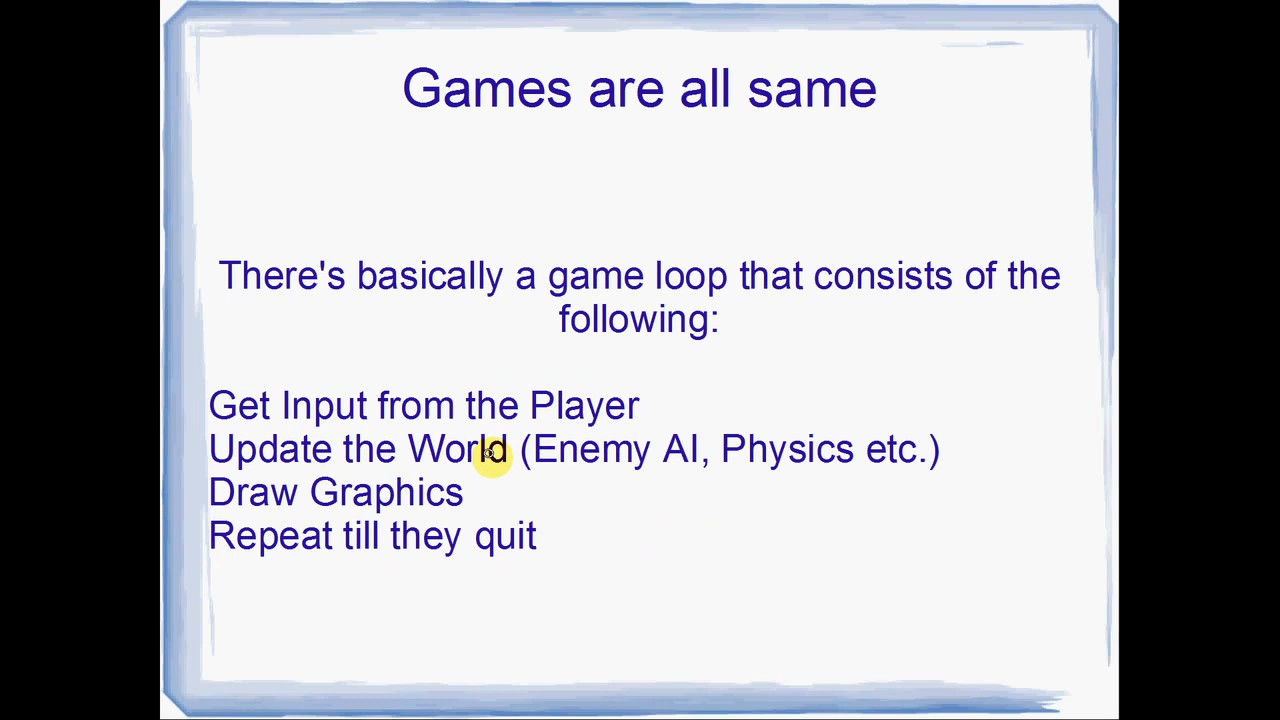 Games are all same
There's basically a game loop that consists of the
following:
Get Input from the Player
Update the World (Enemy AI, Physics etc.)
Draw Graphics
Repeat till they quit